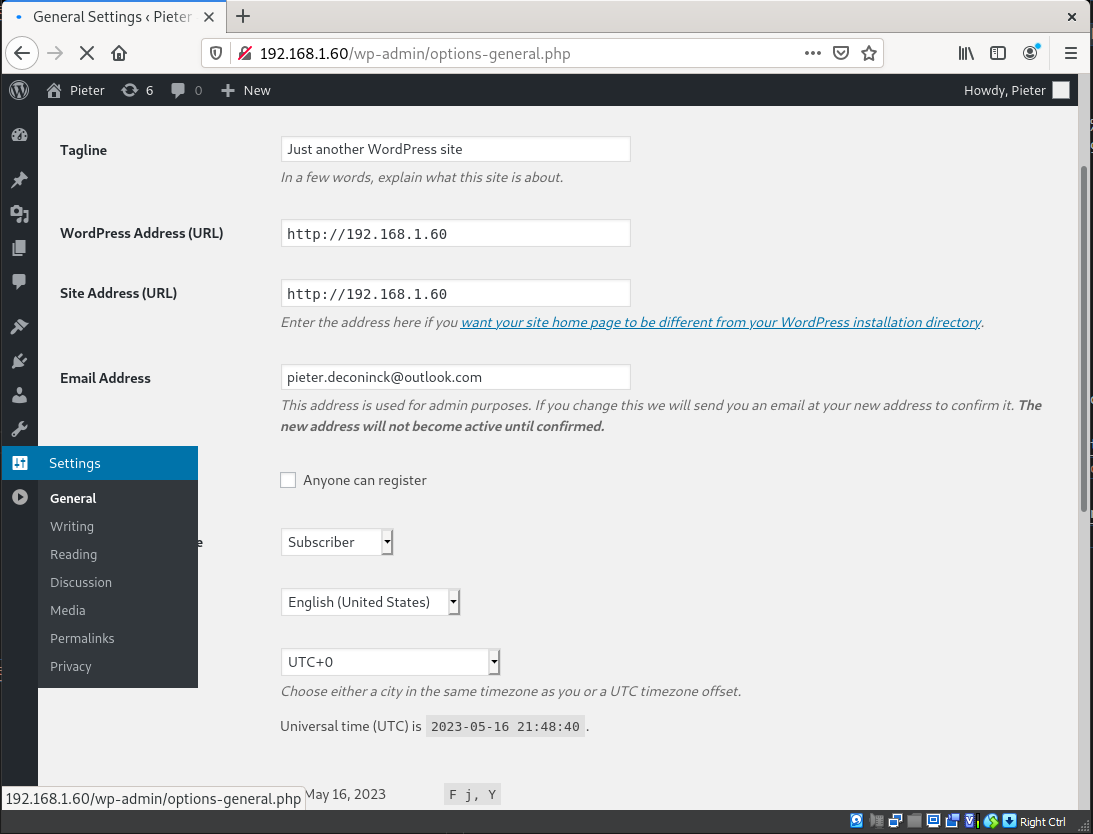 General Settings ‹ Pieter
192.168.1.60/wp-admin/options-general.php
Pieter 6 0 New Howdy, Pieter
Tagline Just another WordPress site
In a few words, explain what this site is about.
WordPress Address (URL) http://192.168.1.60
Site Address (URL) http://192.168.1.60
Enter the address here if you want your site home page to be different from your WordPress installation directory.
Email Address pieter.deconinck@outlook.com
This address is used for admin purposes. If you change this we will send you an email at your new address to confirm it. The
new address will not become active until confirmed.
Settings
Anyone can register
General
Writing
Subscriber
Reading
Discussion
English (United States)
Media
Permalinks
Privacy
UTC+0
Choose either a city in the same timezone as you or a UTC timezone offset.
Universal time (UTC) is 2023-05-16 21:48:40 .
May 16, 2023 F j, Y
192.168.1.60/wp-admin/options-general.php
Right Ctrl